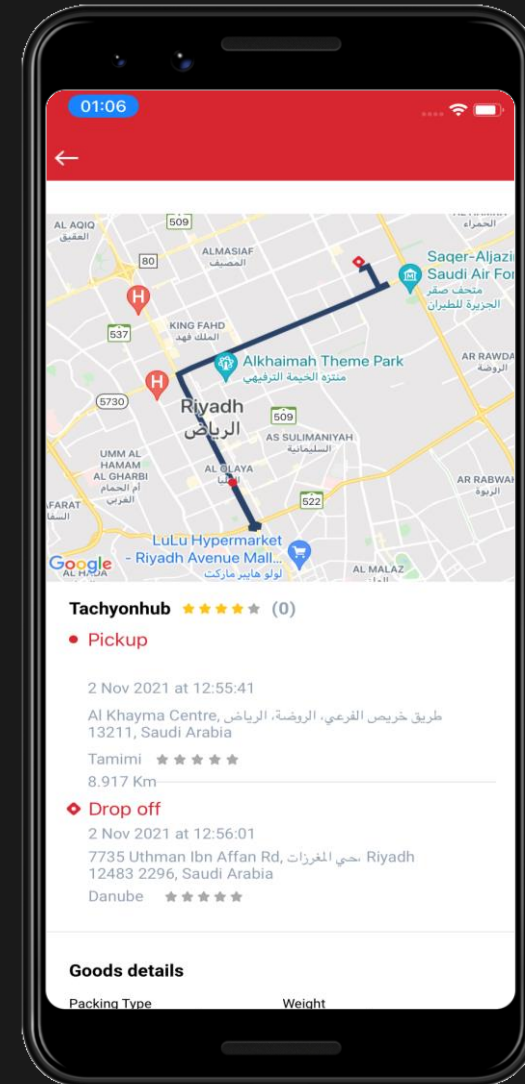 01:06
AL AQIQ
العقيق
509
الحمراء
80
ALMASIAF
المصيف
Saqer-Aljazi
Saudi Air For
متحف صقر
الجزيرة للطيران
H
537
KING FAHD
الملك فهد
Alkhaimah Theme Park
منتزه الخيمة الترفيهي
AR RAWDA
الروضة
H
5730
Riyadh
الرياض
509
AS SULIMANIYAH
السليمانية
UMM AL
HAMAM
AL GHARBI
أم الحمام
الغربي
AL OLAYA
AR RABWAH
الربوة
522
FARAT
LuLu Hypermarket
- Riyadh Avenue Mall...
لولو هايبر ماركت
AL MALAZ
Google
AL HADA
Tachyonhub ★★★★★ (0)
Pickup
2 Nov 2021 at 12:55:41
Al Khayma Centre, طريق خريص الفرعي، الروضة، الرياض
13211, Saudi Arabia
Tamimi ★★★★★
8.917 Km
Drop off
2 Nov 2021 at 12:56:01
7735 Uthman Ibn Affan Rd, حي المغرزات، Riyadh
12483 2296, Saudi Arabia
Danube ★★★★★
Goods details
Packing Type Weight